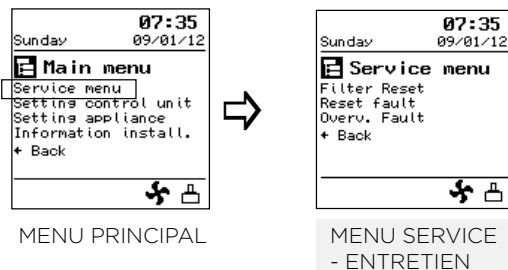 07:35
Sunday 09/01/12
Main menu
Service menu
Setting control unit
Setting appliance
Information install.
← Back
MENU PRINCIPAL
07:35
Sunday 09/01/12
Service menu
Filter Reset
Reset fault
Overv. Fault
← Back
MENU SERVICE
- ENTRETIEN